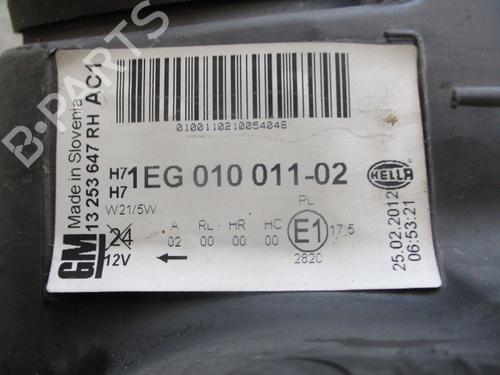 B-PARTS
GM
Made in Slovenia
13 253 647 RH AC1
0100110210054048
H7
H7
1EG 010 011-02
HELLA
W21/5W
24
12V
A RL HR HC PL
02 00 00 00 E1 17,5
2820
25.02.2012
06:53:21